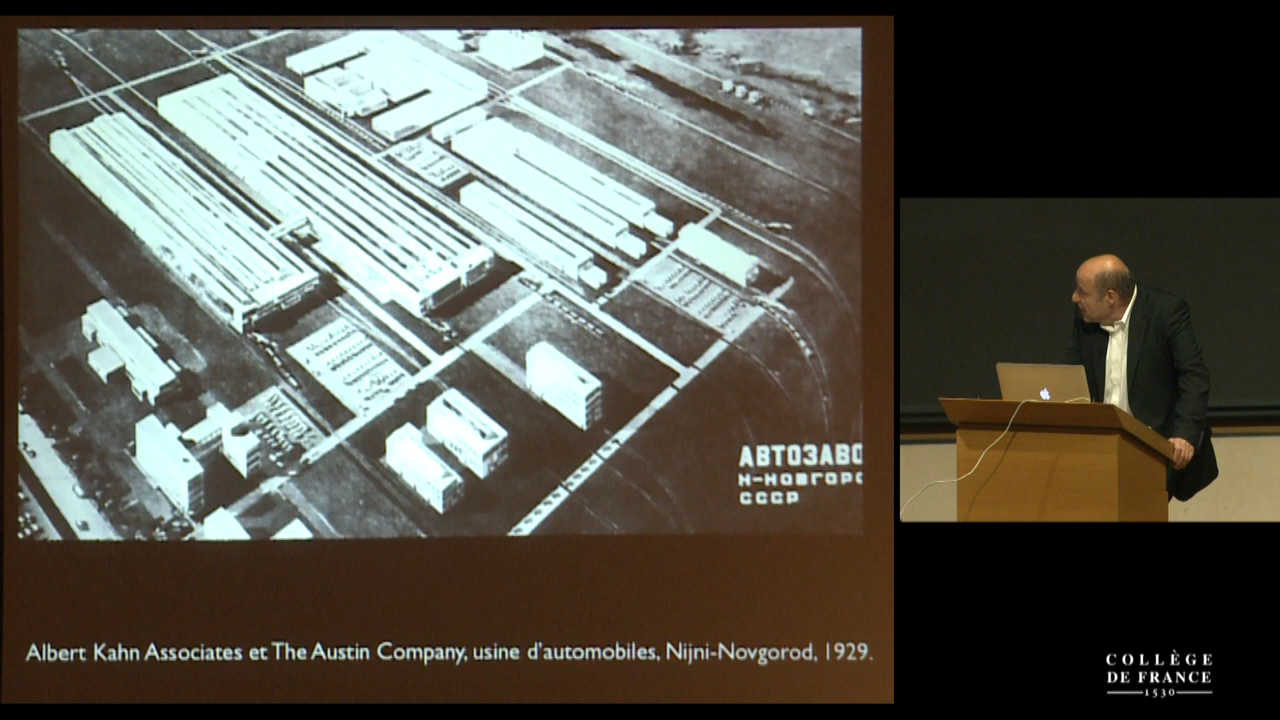 АВТОЗАВО
Н-НОВГОРО
СССР
Albert Kahn Associates et The Austin Company, usine d'automobiles, Nijni-Novgorod, 1929.
COLLÈGE
DE FRANCE
1530